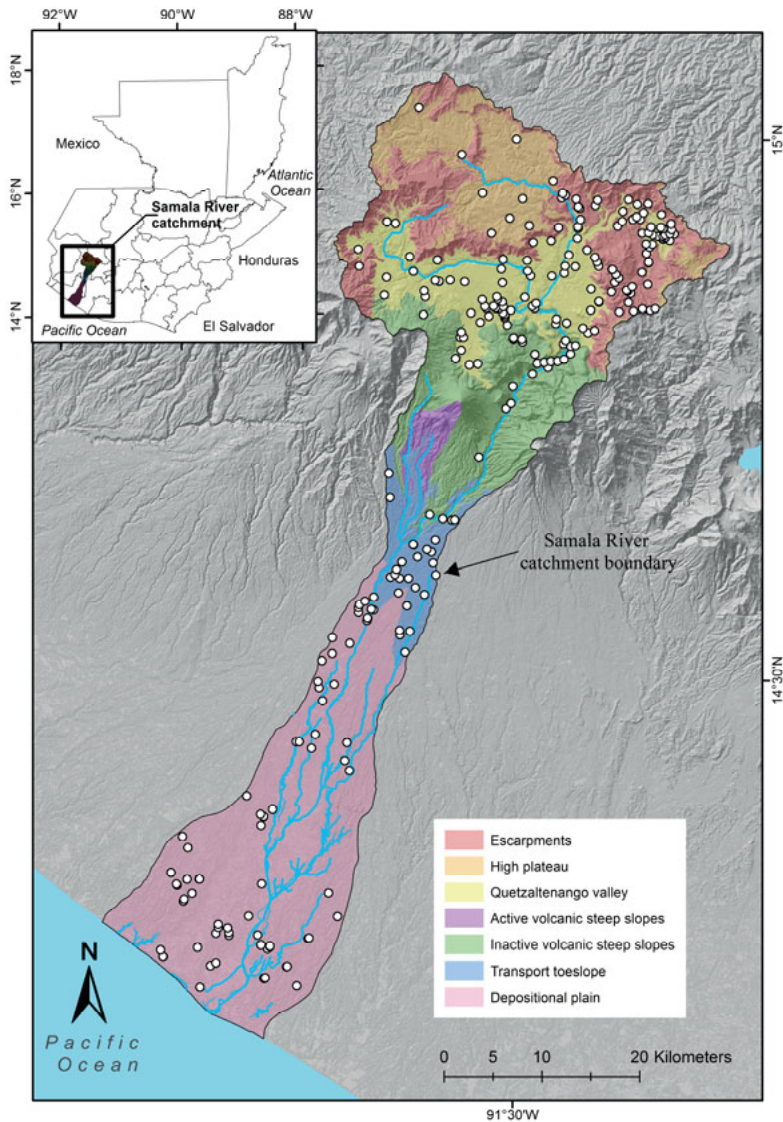 92°W
90°W
88°W
18°N
16°N
14°N
Mexico
Atlantic
Ocean
Samala River
catchment
Honduras
Pacific Ocean
El Salvador
15°N
Samala River
catchment boundary
14°30'N
Escarpments
High plateau
Quetzaltenango valley
Active volcanic steep slopes
Inactive volcanic steep slopes
Transport toeslope
Depositional plain
N
Pacific
Ocean
0 5 10 20 Kilometers
91°30'W